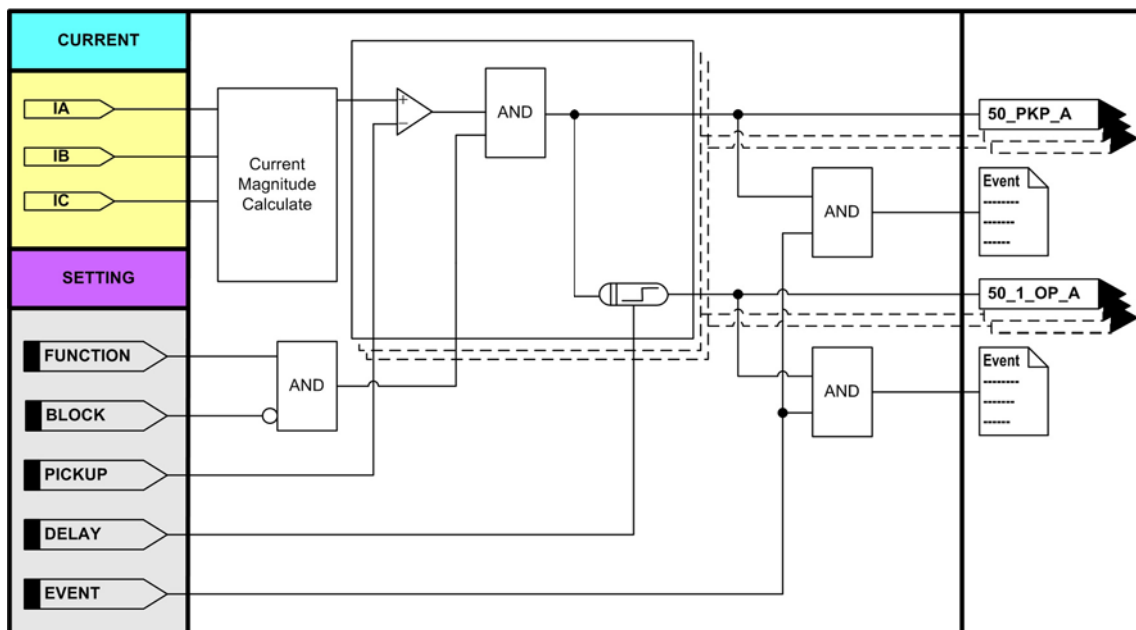 CURRENT
IA
IB
IC
Current
Magnitude
Calculate
+
−
AND
50_PKP_A
AND
Event
SETTING
50_1_OP_A
FUNCTION
AND
BLOCK
AND
Event
PICKUP
DELAY
EVENT